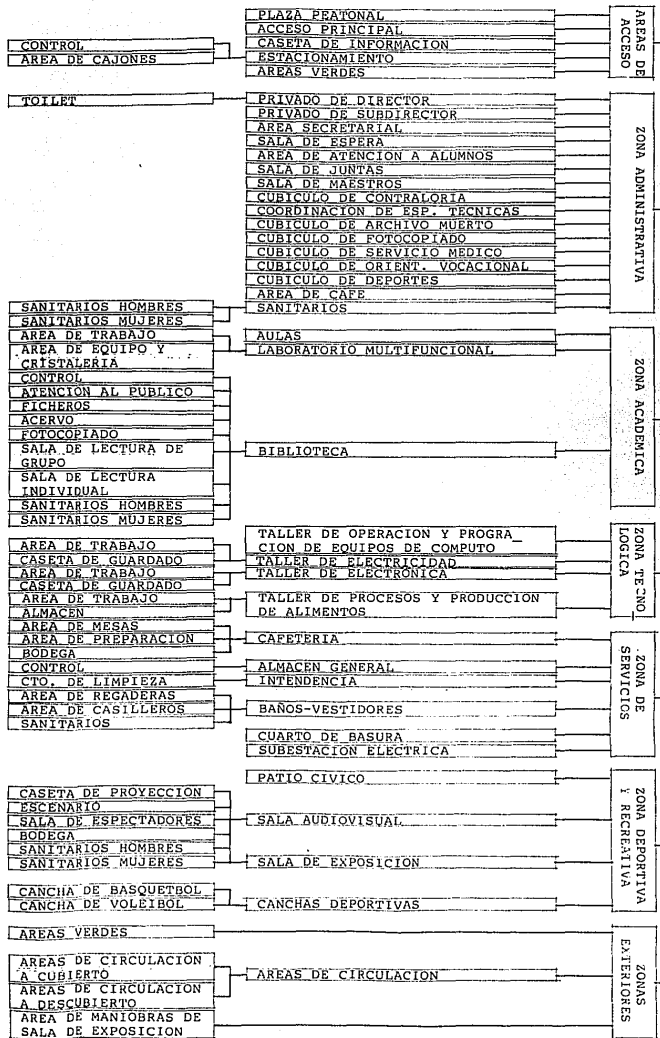 PLAZA PEATONAL
ACCESO PRINCIPAL
CASETA DE INFORMACION
ESTACIONAMIENTO
AREAS VERDES
CONTROL
AREA DE CAJONES
AREAS DE
ACCESO
TOILET
PRIVADO DE DIRECTOR
PRIVADO DE SUBDIRECTOR
AREA SECRETARIAL
SALA DE ESPERA
AREA DE ATENCION A ALUMNOS
SALA DE JUNTAS
SALA DE MAESTROS
CUBICULO DE CONTRALORIA
COORDINACION DE ESP. TECNICAS
CUBICULO DE ARCHIVO MUERTO
CUBICULO DE FOTOCOPIADO
CUBICULO DE SERVICIO MEDICO
CUBICULO DE ORIENT. VOCACIONAL
CUBICULO DE DEPORTES
AREA DE CAFE
SANITARIOS
ZONA ADMINISTRATIVA
SANITARIOS HOMBRES
SANITARIOS MUJERES
AREA DE TRABAJO
AREA DE EQUIPO Y
CRISTALERIA
CONTROL
ATENCION AL PUBLICO
FICHEROS
ACERVO
FOTOCOPIADO
SALA DE LECTURA DE
GRUPO
SALA DE LECTURA
INDIVIDUAL
SANITARIOS HOMBRES
SANITARIOS MUJERES
AULAS
LABORATORIO MULTIFUNCIONAL
BIBLIOTECA
ZONA ACADEMICA
AREA DE TRABAJO
CASETA DE GUARDADO
AREA DE TRABAJO
CASETA DE GUARDADO
AREA DE TRABAJO
ALMACEN
TALLER DE OPERACION Y PROGRA_
CION DE EQUIPOS DE COMPUTO
TALLER DE ELECTRICIDAD
TALLER DE ELECTRONICA
TALLER DE PROCESOS Y PRODUCCION
DE ALIMENTOS
ZONA TECNO
LOGICA
AREA DE MESAS
AREA DE PREPARACION
BODEGA
CONTROL
CTO. DE LIMPIEZA
AREA DE REGADERAS
AREA DE CASILLEROS
SANITARIOS
CAFETERIA
ALMACEN GENERAL
INTENDENCIA
BAÑOS-VESTIDORES
CUARTO DE BASURA
SUBESTACION ELECTRICA
ZONA DE
SERVICIOS
PATIO CIVICO
CASETA DE PROYECCION
ESCENARIO
SALA DE ESPECTADORES
BODEGA
SANITARIOS HOMBRES
SANITARIOS MUJERES
SALA AUDIOVISUAL
SALA DE EXPOSICION
CANCHA DE BASQUETBOL
CANCHA DE VOLEIBOL
CANCHAS DEPORTIVAS
ZONA DEPORTIVA
Y RECREATIVA
AREAS VERDES
AREAS DE CIRCULACION
A CUBIERTO
AREAS DE CIRCULACION
A DESCUBIERTO
AREA DE MANIOBRAS DE
SALA DE EXPOSICION
AREAS DE CIRCULACION
ZONAS
EXTERIORES